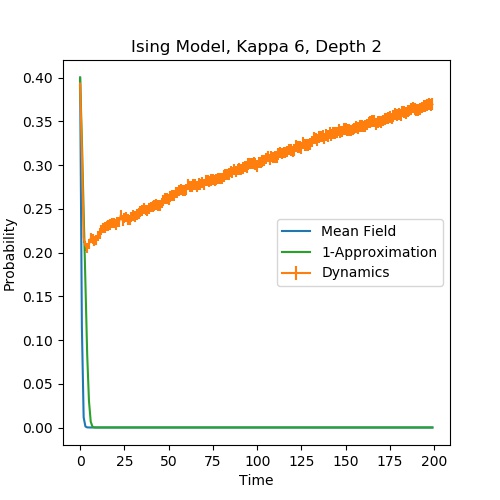 Ising Model, Kappa 6, Depth 2
0.40
0.35
0.30
0.25
0.20
0.15
0.10
0.05
0.00
Probability
Mean Field
1-Approximation
Dynamics
0 25 50 75 100 125 150 175 200
Time